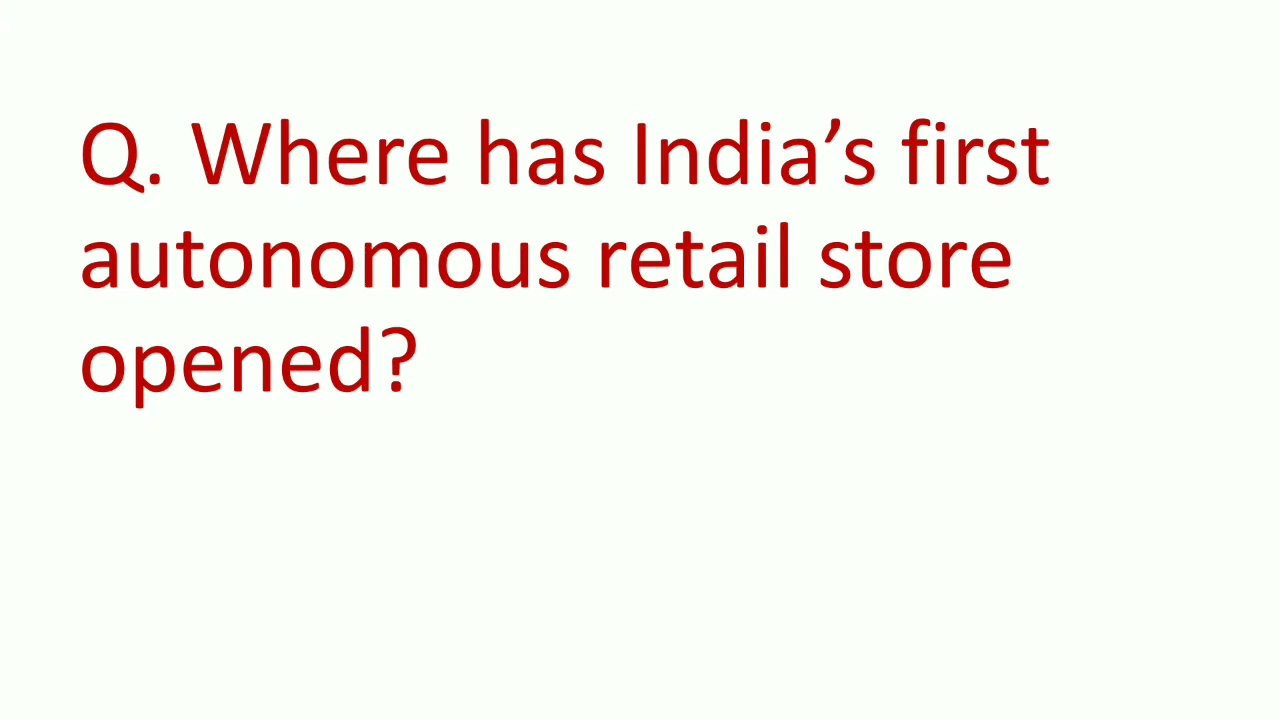 Q. Where has India’s first
autonomous retail store
opened?